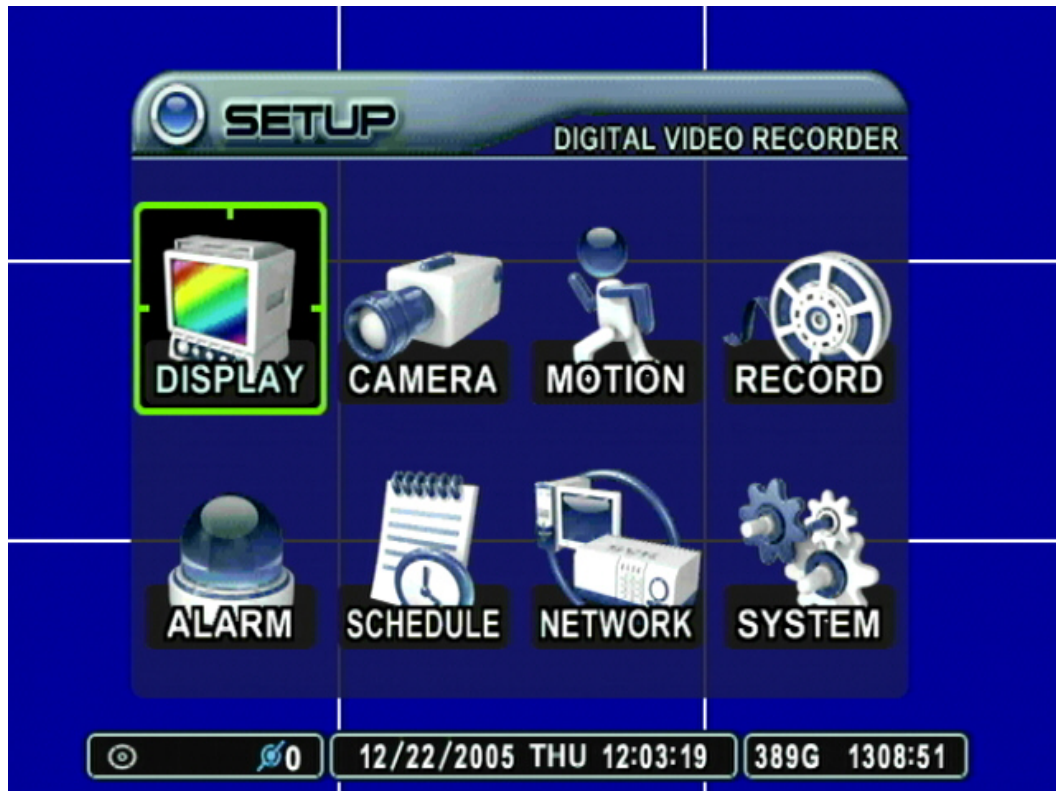 SETUP
DIGITAL VIDEO RECORDER
DISPLAY CAMERA MOTION RECORD
ALARM SCHEDULE NETWORK SYSTEM
0 12/22/2005 THU 12:03:19 389G 1308:51